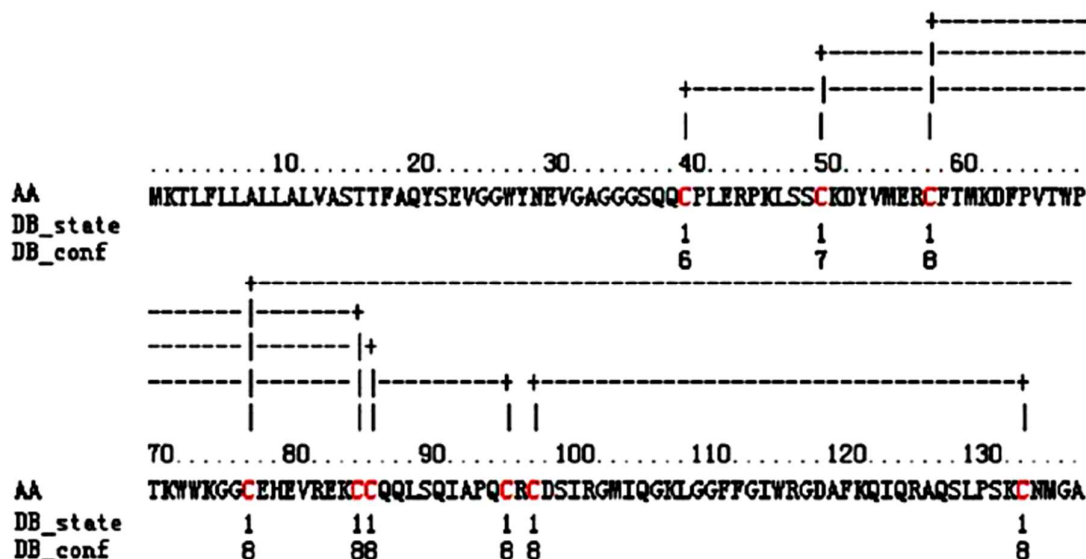 .........10........20........30........40........50........60........
AA MKTLFLLALLALVASTTFAQYSEVGGWYNEVGAGGGSQQCPLERPKLSSCKDYVMERCFTMKDFPVTWP
DB_state 1 1 1
DB_conf 6 7 8
70........80........90........100.......110.......120.......130.......
AA TKWWKGGCEHEVREKCCQQLSQIAPQCRCDSIRGMIQGKLGGFFGIWRGDAFKQIQRAQSLPSKCNMGA
DB_state 1 11 1 1 1
DB_conf 8 88 8 8 8